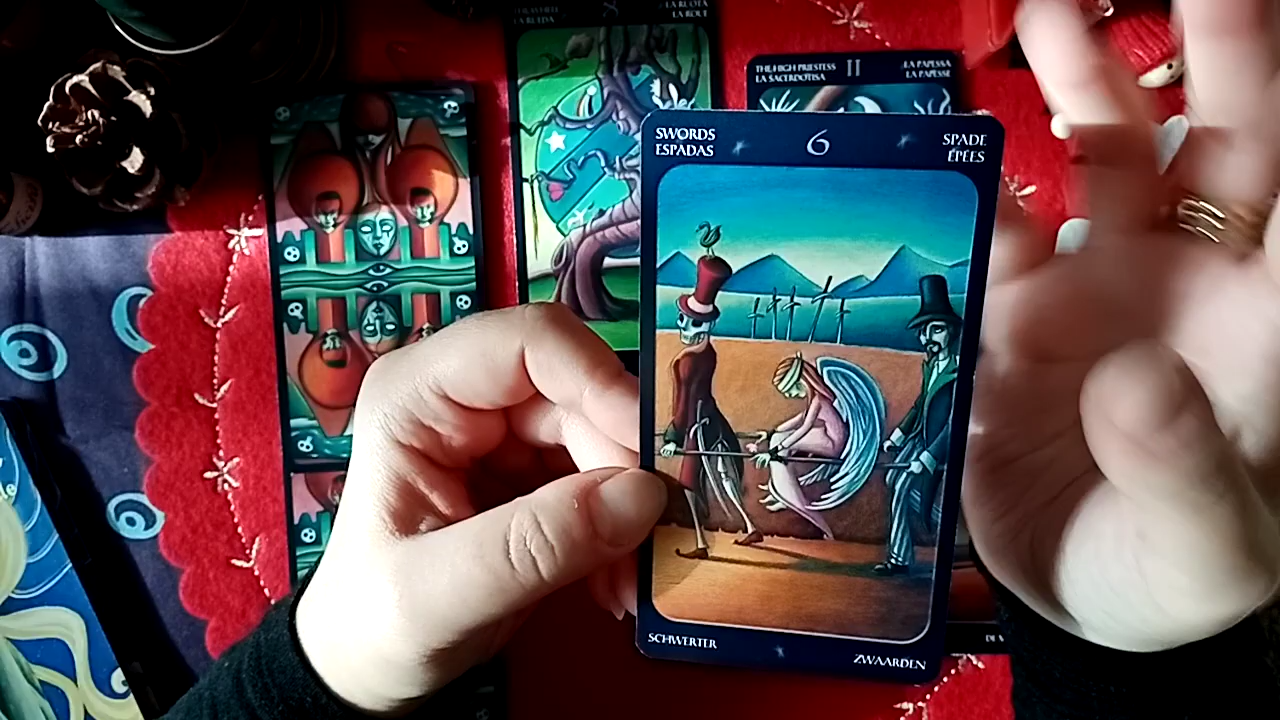 LA RUEDA
X
LA RUOTA
LA ROUE
THE HIGH PRIESTESS
LA SACERDOTISA
II
LA PAPESSA
LA PAPESSE
SWORDS
ESPADAS
6
SPADE
ÉPÉES
SCHWERTER
ZWAARDEN